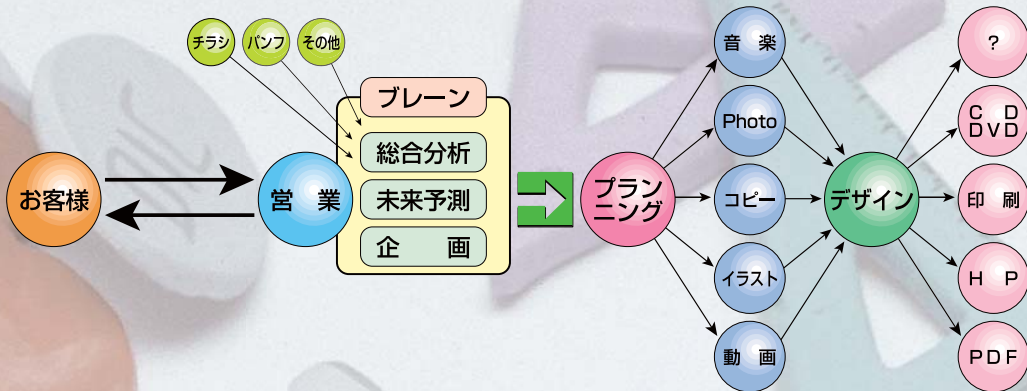 チラシ
パンフ
その他
ブレーン
総合分析
未来予測
企 画
お客様
営 業
プラン
ニング
音 楽
Photo
コピー
イラスト
動 画
デザイン
?
C D
DVD
印 刷
H P
PDF